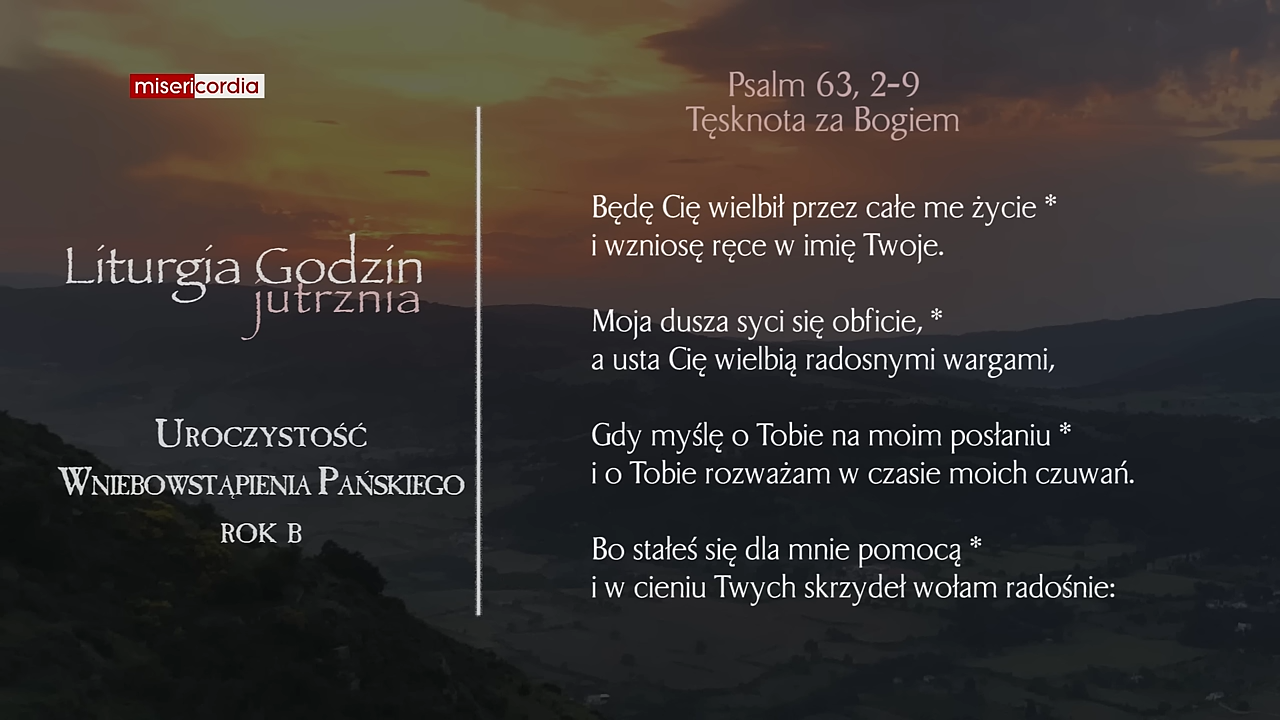 misericordia
Liturgia Godzin
jutrznia
Uroczystość
Wniebowstąpienia Pańskiego
rok B
Psalm 63, 2-9
Tęsknota za Bogiem
Będę Cię wielbił przez całe me życie *
i wzniosę ręce w imię Twoje.
Moja dusza syci się obficie, *
a usta Cię wielbią radosnymi wargami,
Gdy myślę o Tobie na moim posłaniu *
i o Tobie rozważam w czasie moich czuwań.
Bo stałeś się dla mnie pomocą *
i w cieniu Twych skrzydeł wołam radośnie: